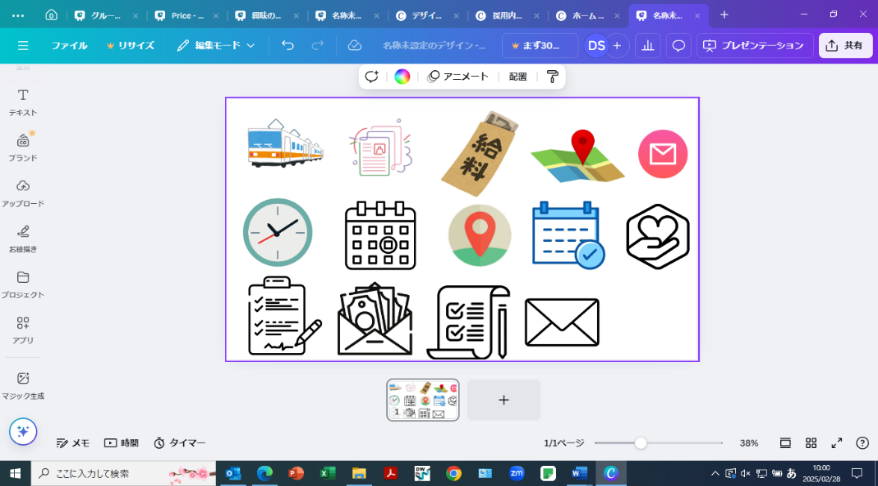 グルー...
Price - ...
興味の...
名称未...
デザイ...
採用内...
ホーム ...
名称未...
ファイル
リサイズ
編集モード
名称未設定のデザイン -...
まず30...
DS
プレゼンテーション
共有
アニメート
配置
テキスト
ブランド
アップロード
お絵描き
プロジェクト
アプリ
マジック生成
給料
メモ
時間
タイマー
1/1ページ
38%
ここに入力して検索
あ
10:00
2025/02/28